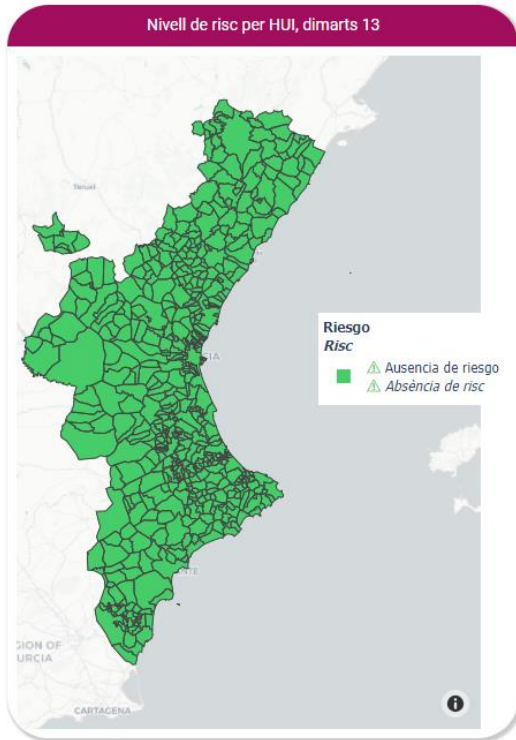 Nivell de risc per HUI, dimarts 13
Teruel
Riesgo
Risc
Ausencia de riesgo
Absència de risc
CARTAGENA